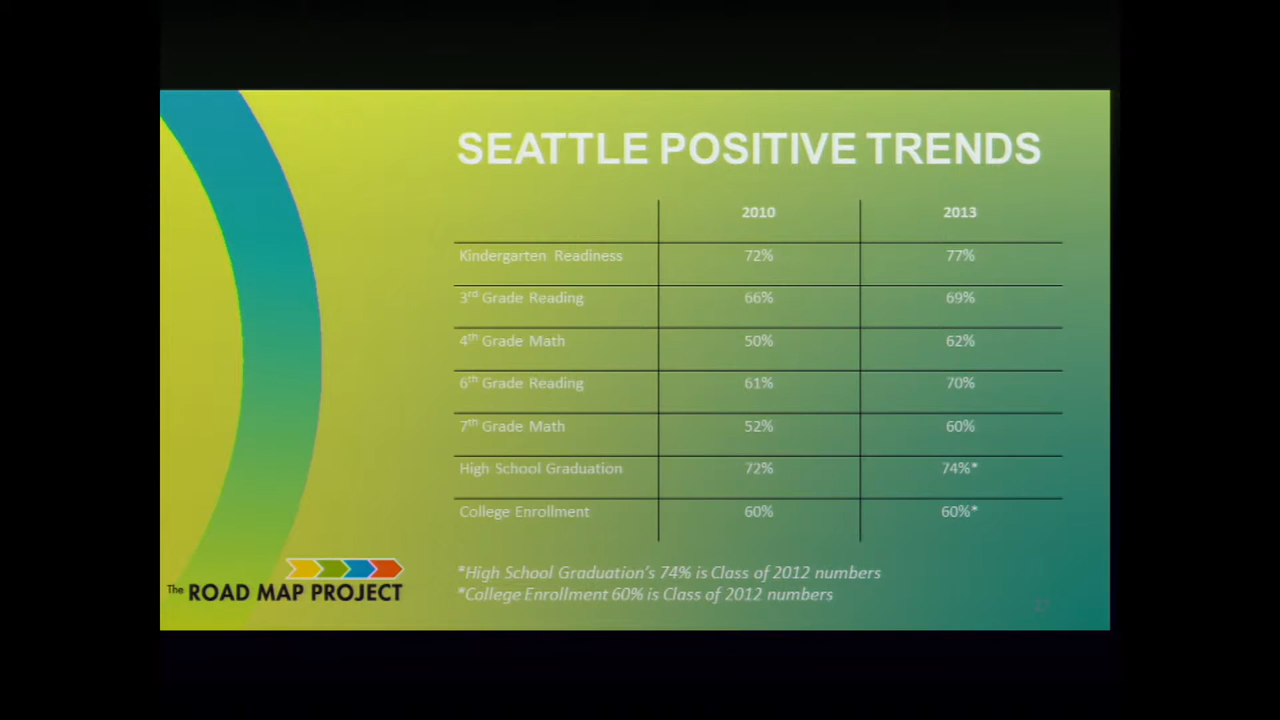 SEATTLE POSITIVE TRENDS
2010 2013
Kindergarten Readiness 72% 77%
3rd Grade Reading 66% 69%
4th Grade Math 50% 62%
6th Grade Reading 61% 70%
7th Grade Math 52% 60%
High School Graduation 72% 74%*
College Enrollment 60% 60%*
*High School Graduation's 74% is Class of 2012 numbers
*College Enrollment 60% is Class of 2012 numbers
The ROAD MAP PROJECT